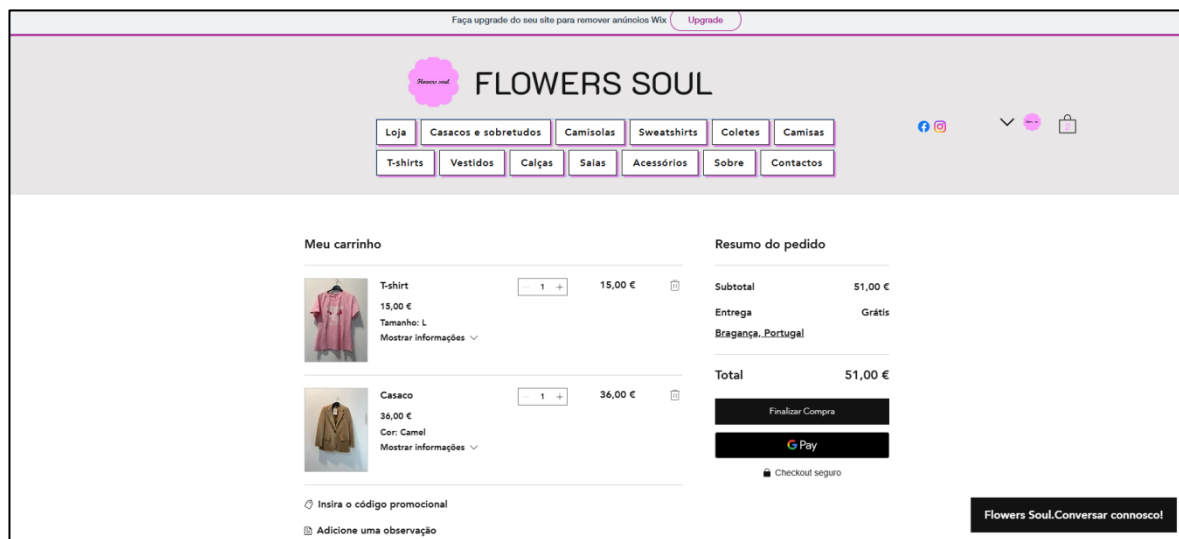 Faça upgrade do seu site para remover anúncios Wix Upgrade
Flowers soul
FLOWERS SOUL
Loja Casacos e sobretudos Camisolas Sweatshirts Coletes Camisas
T-shirts Vestidos Calças Saias Acessórios Sobre Contactos
2
Meu carrinho
T-shirt 1 15,00 €
15,00 €
Tamanho: L
Mostrar informações
Casaco 1 36,00 €
36,00 €
Cor: Camel
Mostrar informações
Insira o código promocional
Adicione uma observação
Resumo do pedido
Subtotal 51,00 €
Entrega Grátis
Bragança, Portugal
Total 51,00 €
Finalizar Compra
G Pay
Checkout seguro
Flowers Soul.Conversar connosco!